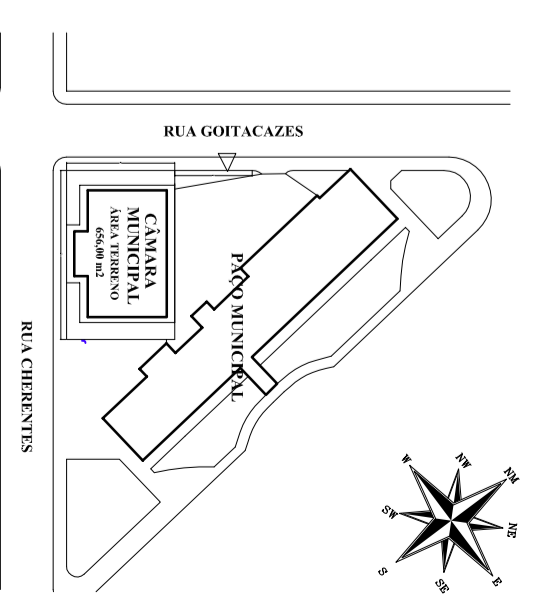 RUA GOITACAZES
CÂMARA
MUNICIPAL
ÁREA TERRENO
656,00 m2
PAÇO MUNICIPAL
RUA CHERENTES
W
NW
NM
SW
NE
S
SE
E